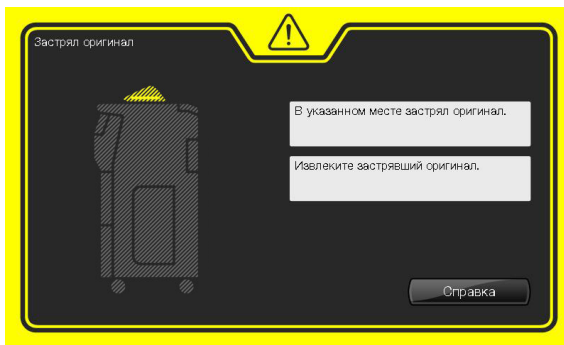 Застрял оригинал
В указанном месте застрял оригинал.
Извлеките застрявший оригинал.
Справка